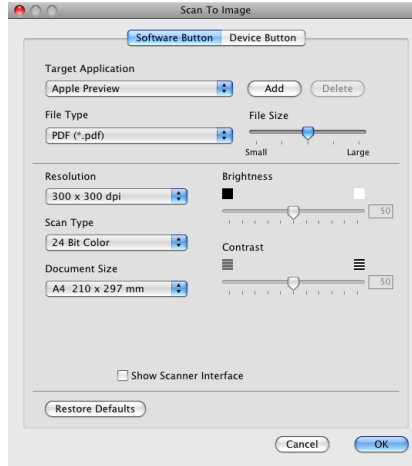 Scan To Image
Software Button Device Button
Target Application
Apple Preview Add Delete
File Type File Size
PDF (*.pdf)
Small Large
Resolution Brightness
300 x 300 dpi
50
Scan Type
24 Bit Color
Contrast
Document Size
A4 210 x 297 mm 50
Show Scanner Interface
Restore Defaults
Cancel OK